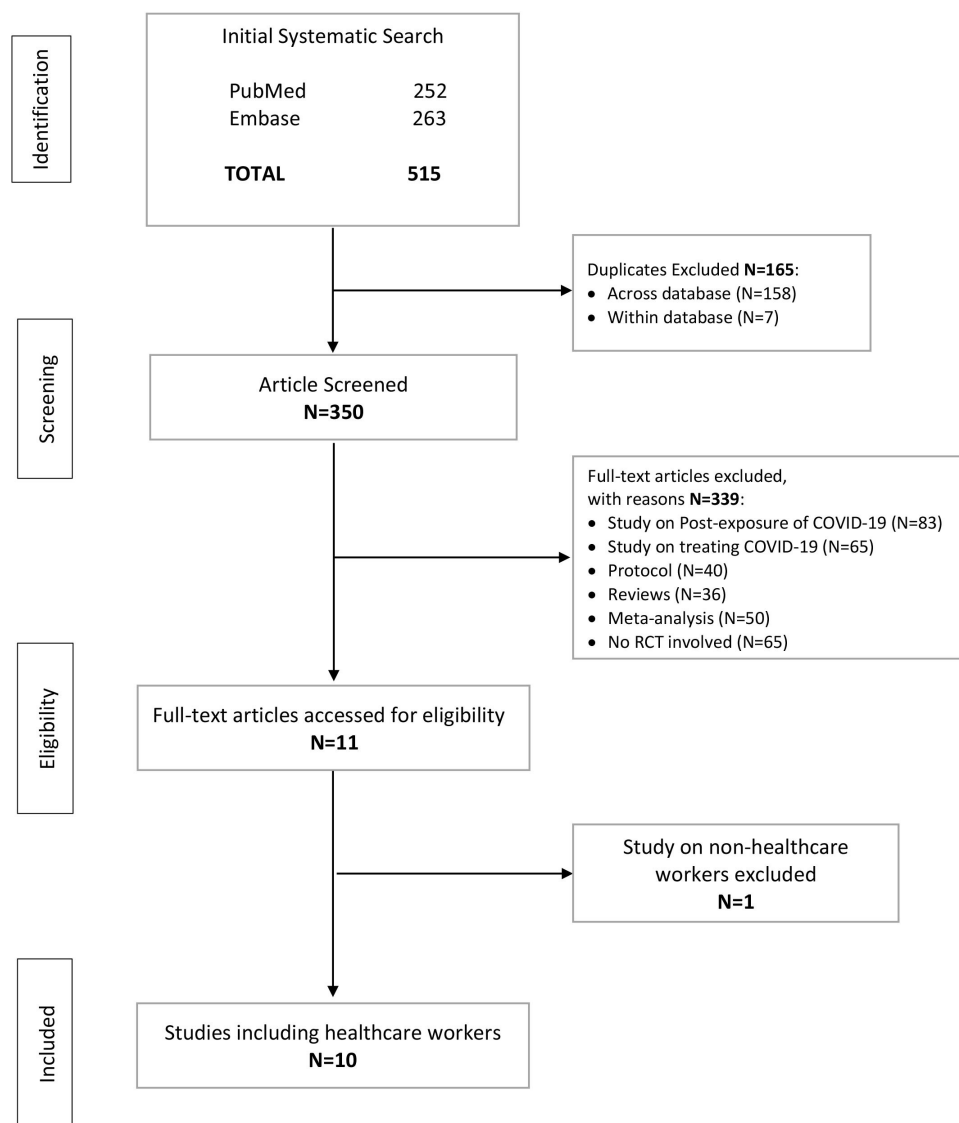 Identification
Initial Systematic Search
PubMed 252
Embase 263
TOTAL 515
Duplicates Excluded N=165:
• Across database (N=158)
• Within database (N=7)
Screening
Article Screened
N=350
Full-text articles excluded,
with reasons N=339:
• Study on Post-exposure of COVID-19 (N=83)
• Study on treating COVID-19 (N=65)
• Protocol (N=40)
• Reviews (N=36)
• Meta-analysis (N=50)
• No RCT involved (N=65)
Eligibility
Full-text articles accessed for eligibility
N=11
Study on non-healthcare
workers excluded
N=1
Included
Studies including healthcare workers
N=10